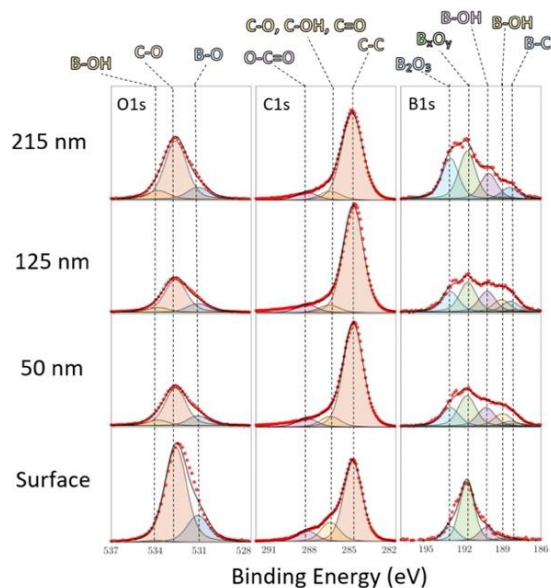 C-O, C-OH, C=O
B-OH
C-O
B-OH
B-OH
BₓOᵧ
C-C
B-O
O-C=O
B-C
B₂O₃
O1s
C1s
B1s
215 nm
125 nm
50 nm
Surface
537 534 531 528 291 288 285 282 195 192 189 186
Binding Energy (eV)